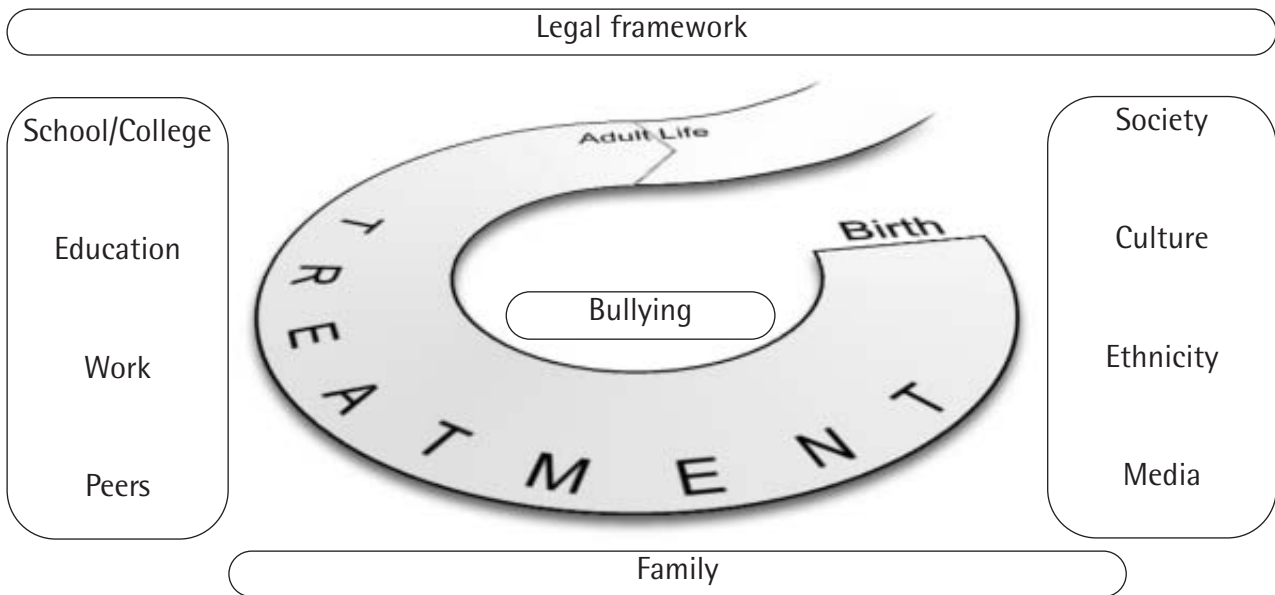 Legal framework
School/College
Education
Work
Peers
Adult Life
Birth
TREATMENT
Bullying
Society
Culture
Ethnicity
Media
Family